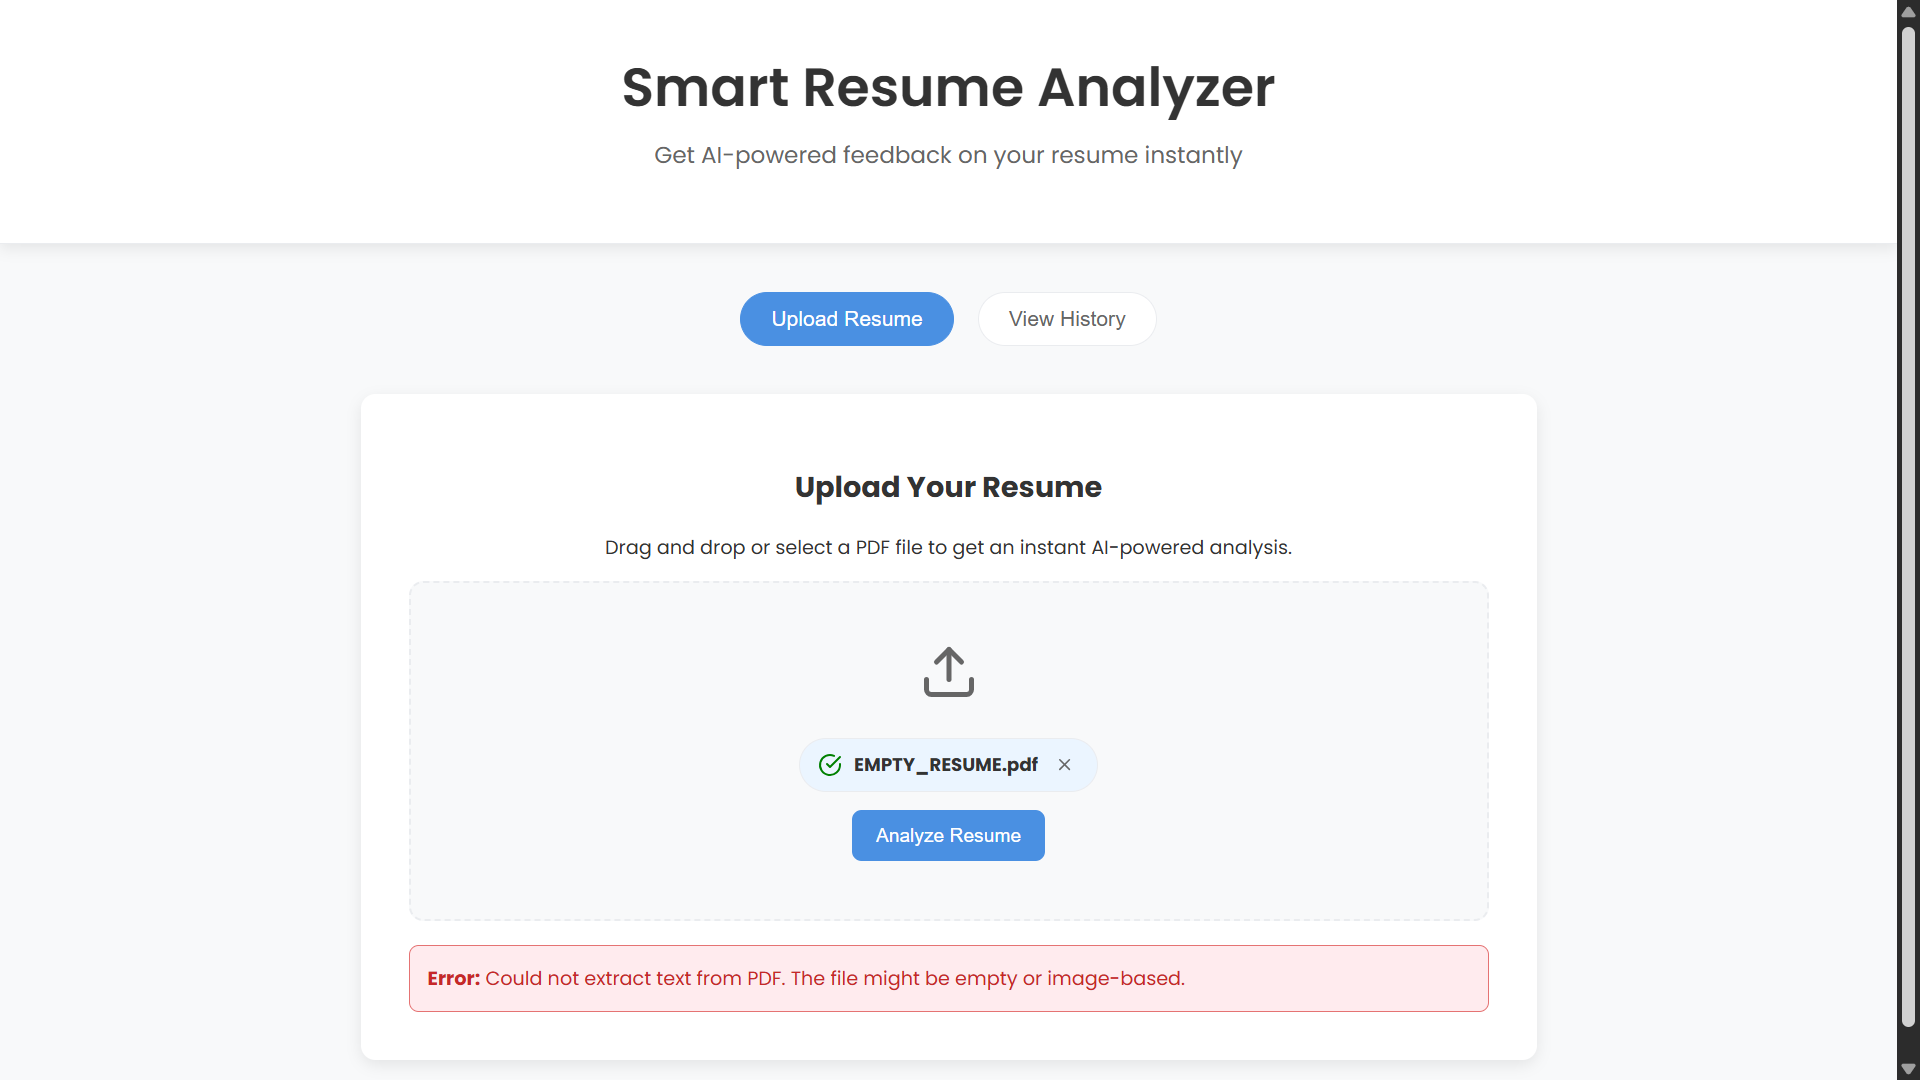 Smart Resume Analyzer
Get AI-powered feedback on your resume instantly
Upload Resume
View History
Upload Your Resume
Drag and drop or select a PDF file to get an instant AI-powered analysis.
EMPTY_RESUME.pdf
Analyze Resume
Error: Could not extract text from PDF. The file might be empty or image-based.